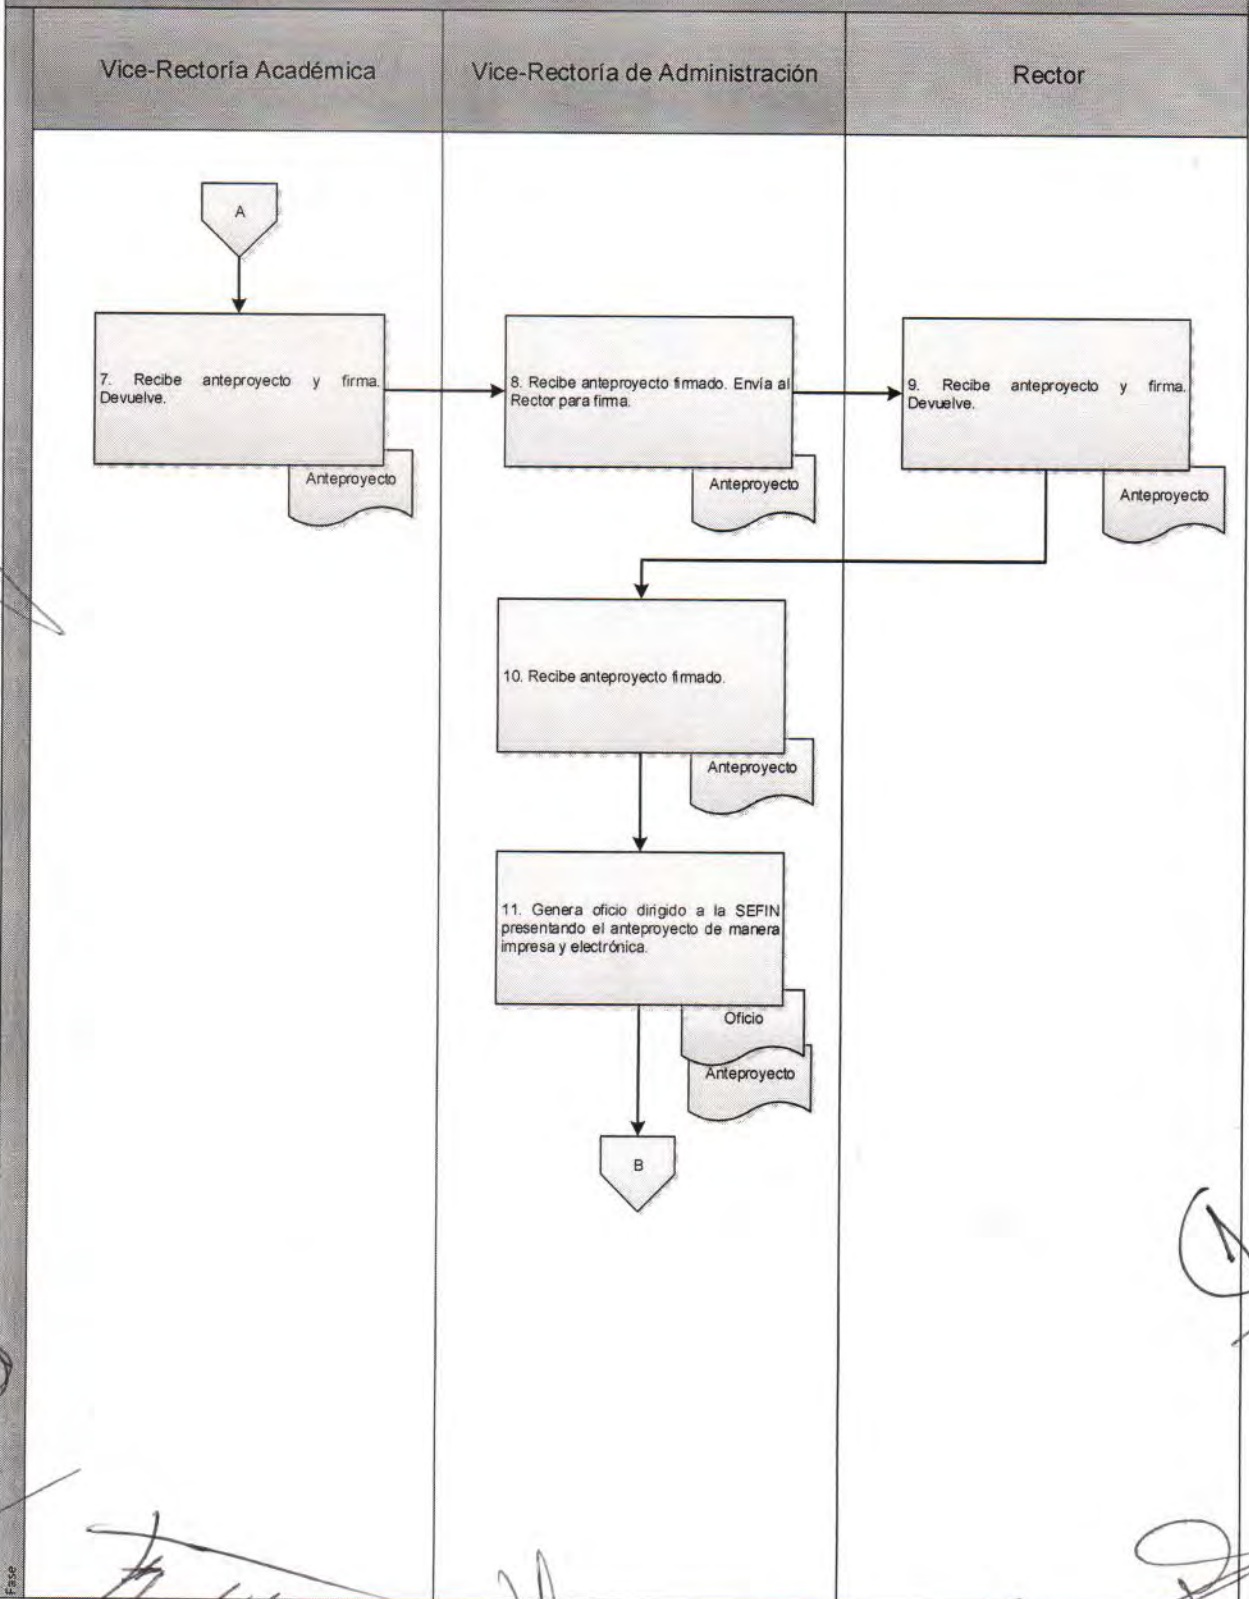 Vice-Rectoría Académica
Vice-Rectoría de Administración
Rector
A
7. Recibe anteproyecto y firma.
Devuelve.
Anteproyecto
8. Recibe anteproyecto firmado. Envía al
Rector para firma.
Anteproyecto
9. Recibe anteproyecto y firma.
Devuelve.
Anteproyecto
10. Recibe anteproyecto firmado.
Anteproyecto
11. Genera oficio dirigido a la SEFIN
presentando el anteproyecto de manera
impresa y electrónica.
Oficio
Anteproyecto
B
Fase